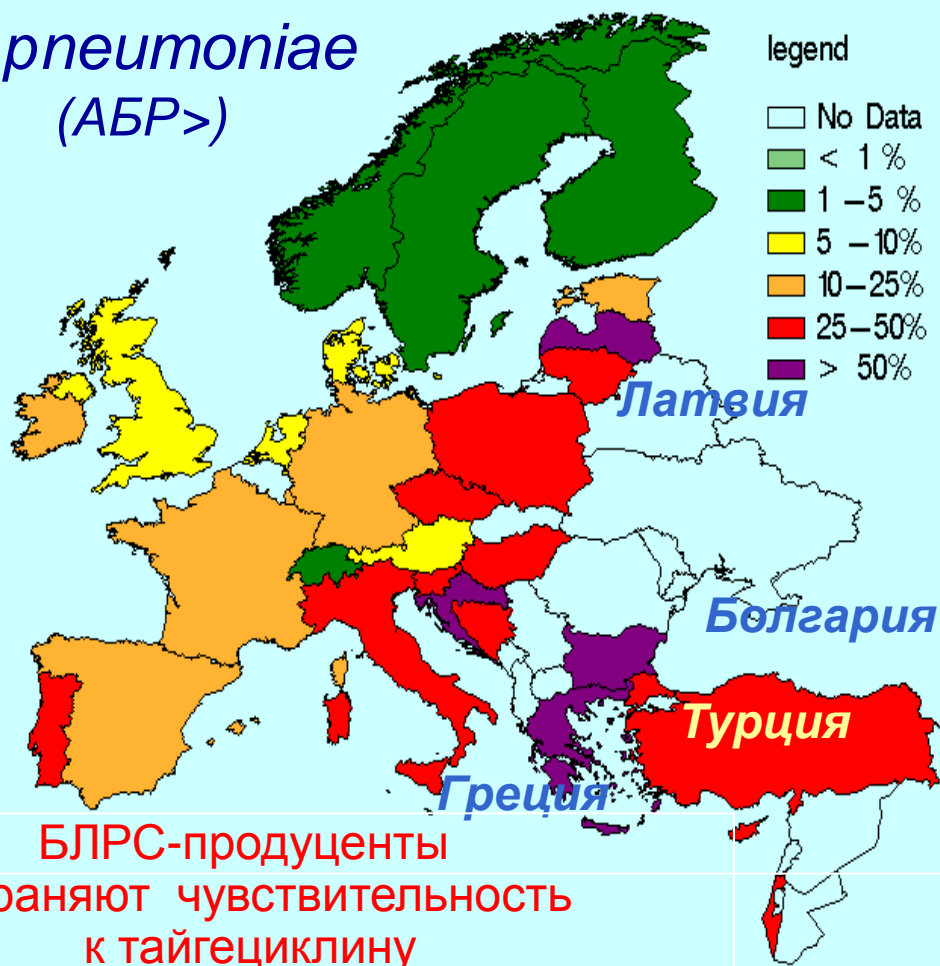 pneumoniae
(АБР>)
legend
No Data
< 1 %
1 – 5 %
5 – 10%
10 – 25%
25 – 50%
> 50%
Латвия
Болгария
Турция
Греция
БЛРС-продуценты
раняют чувствительность
к тайгециклину